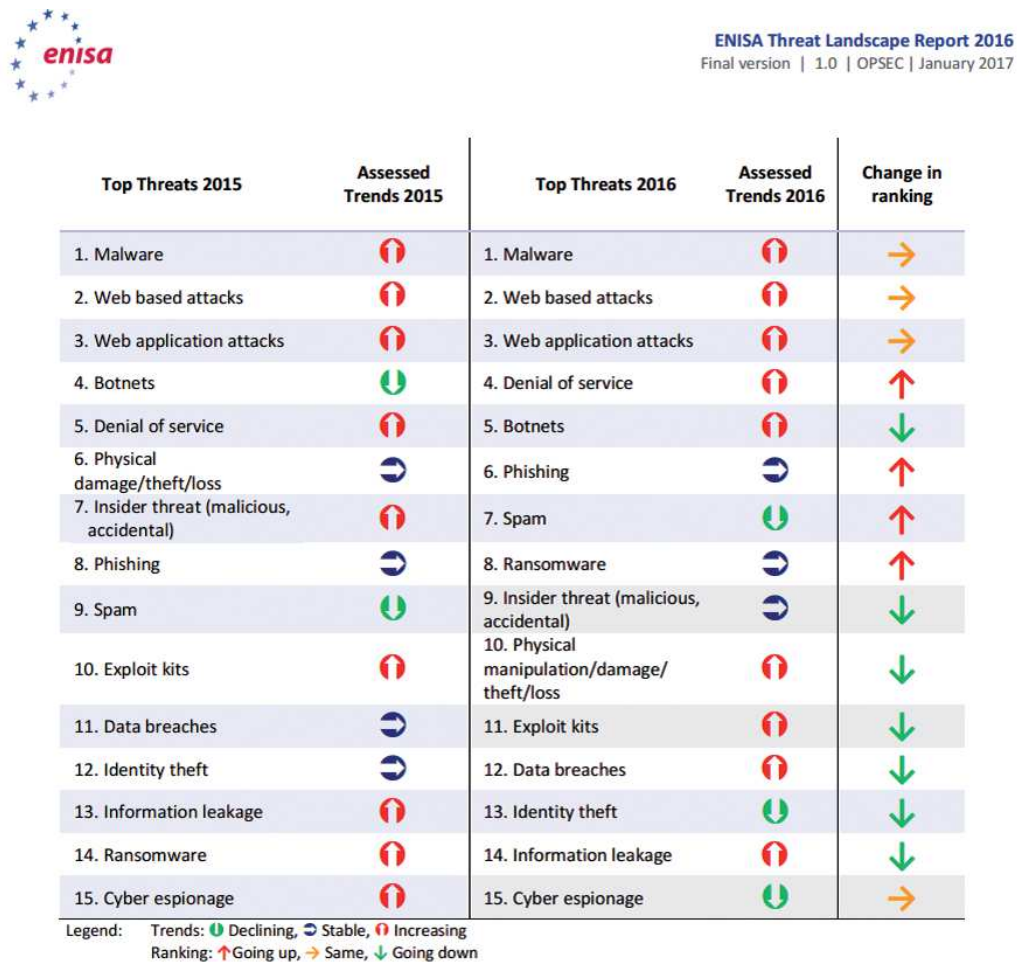 enisa
ENISA Threat Landscape Report 2016
Final version | 1.0 | OPSEC | January 2017
Top Threats 2015
Assessed
Trends 2015
Top Threats 2016
Assessed
Trends 2016
Change in
ranking
1. Malware
1. Malware
2. Web based attacks
2. Web based attacks
3. Web application attacks
3. Web application attacks
4. Botnets
4. Denial of service
5. Denial of service
5. Botnets
6. Physical
damage/theft/loss
6. Phishing
7. Insider threat (malicious,
accidental)
7. Spam
8. Phishing
8. Ransomware
9. Spam
9. Insider threat (malicious,
accidental)
10. Exploit kits
10. Physical
manipulation/damage/
theft/loss
11. Data breaches
11. Exploit kits
12. Identity theft
12. Data breaches
13. Information leakage
13. Identity theft
14. Ransomware
14. Information leakage
15. Cyber espionage
15. Cyber espionage
Legend: Trends: Declining, Stable, Increasing
Ranking: Going up, Same, Going down